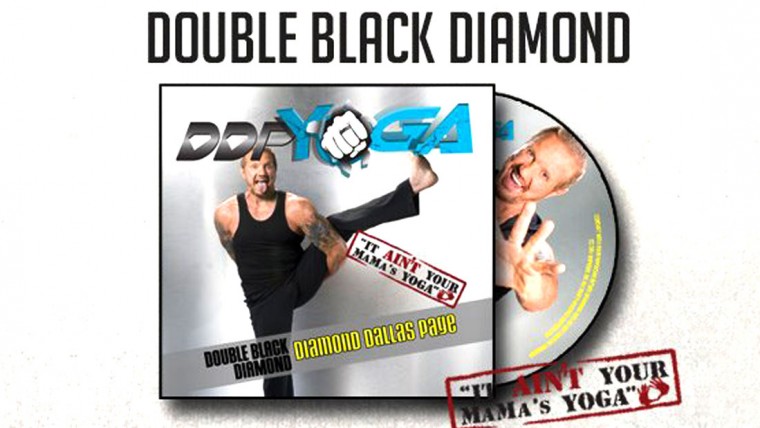 DOUBLE BLACK DIAMOND
DDP YOGA
GA
"IT AIN'T YOUR
MAMA'S YOGA"
DOUBLE BLACK
DIAMOND
DIAMOND DALLAS PAGE
"IT AIN'T YOUR
MAMA'S YOGA"